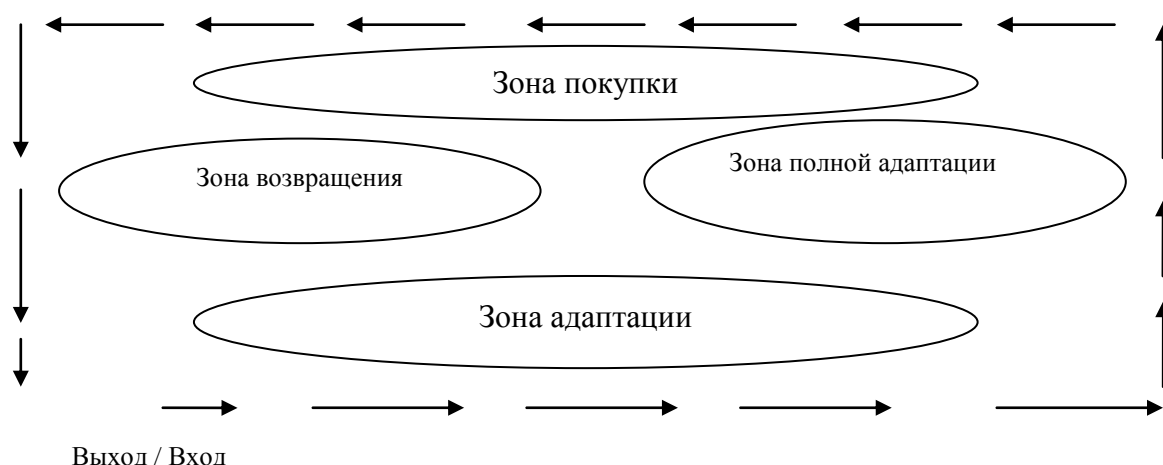 Зона покупки
Зона полной адаптации
Зона возвращения
Зона адаптации
Выход / Вход